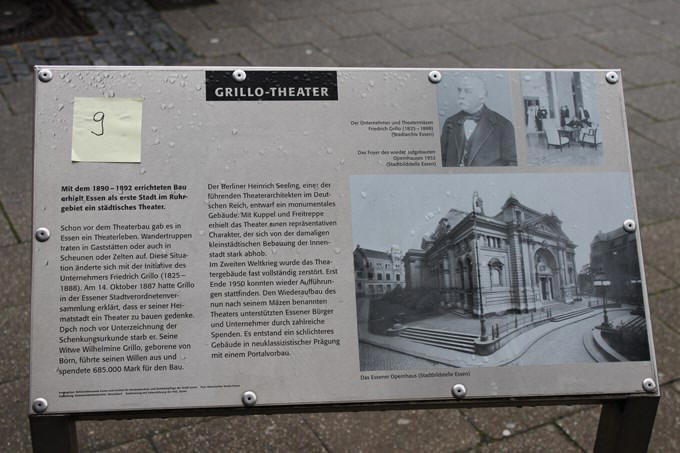 GRILLO-THEATER
9
Der Unternehmer und Theatermäzen
Friedrich Grillo (1825 – 1888)
(Stadtarchiv Essen)
Das Foyer des wieder aufgebauten
Opernhauses 1952
(Stadtbildstelle Essen)
Mit dem 1890 – 1892 errichteten Bau
erhielt Essen als erste Stadt im Ruhr-
gebiet ein städtisches Theater.
Schon vor dem Theaterbau gab es in
Essen ein Theaterleben. Wandertruppen
traten in Gaststätten oder auch in
Scheunen oder Zelten auf. Diese Situa-
tion änderte sich mit der Initiative des
Unternehmers Friedrich Grillo (1825 –
1888). Am 14. Oktober 1887 hatte Grillo
in der Essener Stadtverordnetenver-
sammlung erklärt, dass er seiner Hei-
matstadt ein Theater zu bauen gedenke.
Doch noch vor Unterzeichnung der
Schenkungsurkunde starb er. Seine
Witwe Wilhelmine Grillo, geborene von
Born, führte seinen Willen aus und
spendete 685.000 Mark für den Bau.
Der Berliner Heinrich Seeling, einer der
führenden Theaterarchitekten im Deut-
schen Reich, entwarf ein monumentales
Gebäude. Mit Kuppel und Freitreppe
erhielt das Theater einen repräsentativen
Charakter, der sich von der damaligen
kleinstädtischen Bebauung der Innen-
stadt stark abhob.
Im Zweiten Weltkrieg wurde das Thea-
tergebäude fast vollständig zerstört. Erst
Ende 1950 konnten wieder Aufführun-
gen stattfinden. Den Wiederaufbau des
nun nach seinem Mäzen benannten
Theaters unterstützten Essener Bürger
und Unternehmer durch zahlreiche
Spenden. Es entstand ein schlichteres
Gebäude in neuklassizistischer Prägung
mit einem Portalvorbau.
Das Essener Opernhaus (Stadtbildstelle Essen)